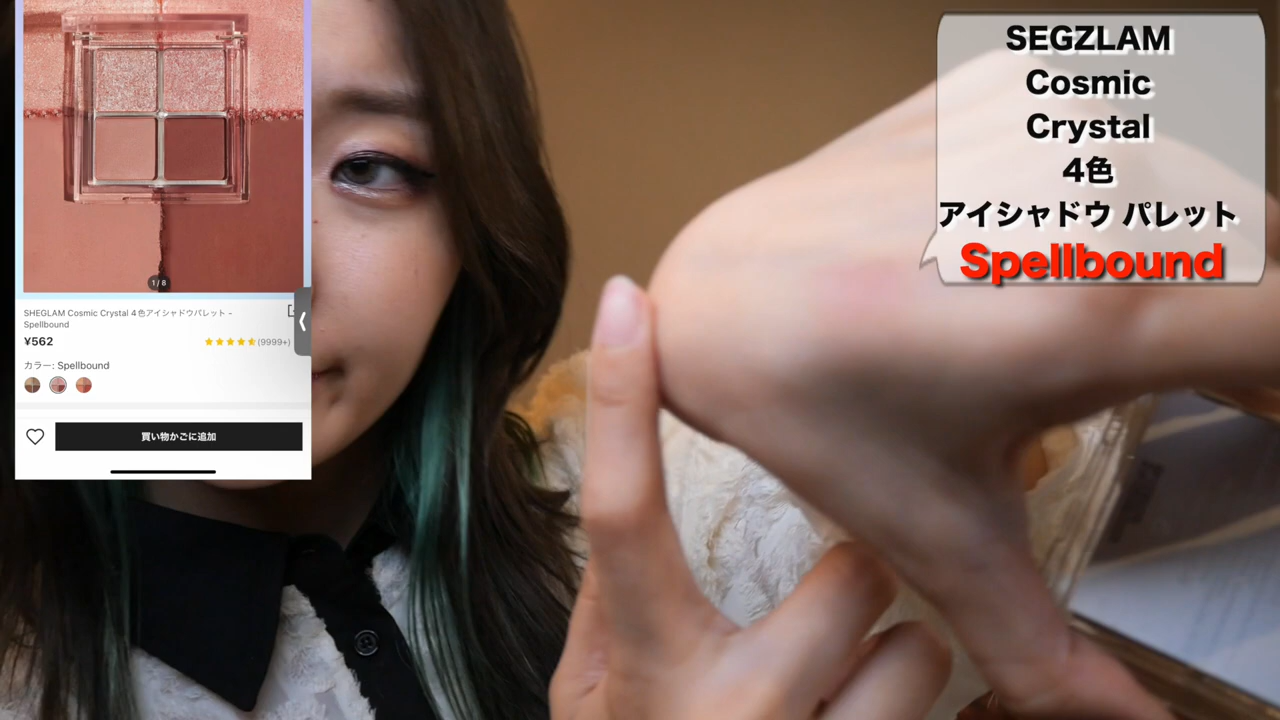 SEGZLAM
Cosmic
Crystal
4色
アイシャドウ パレット
Spellbound
1/8
SHEGLAM Cosmic Crystal 4色アイシャドウパレット -
Spellbound
¥562
(9999+)
カラー: Spellbound
買い物かごに追加